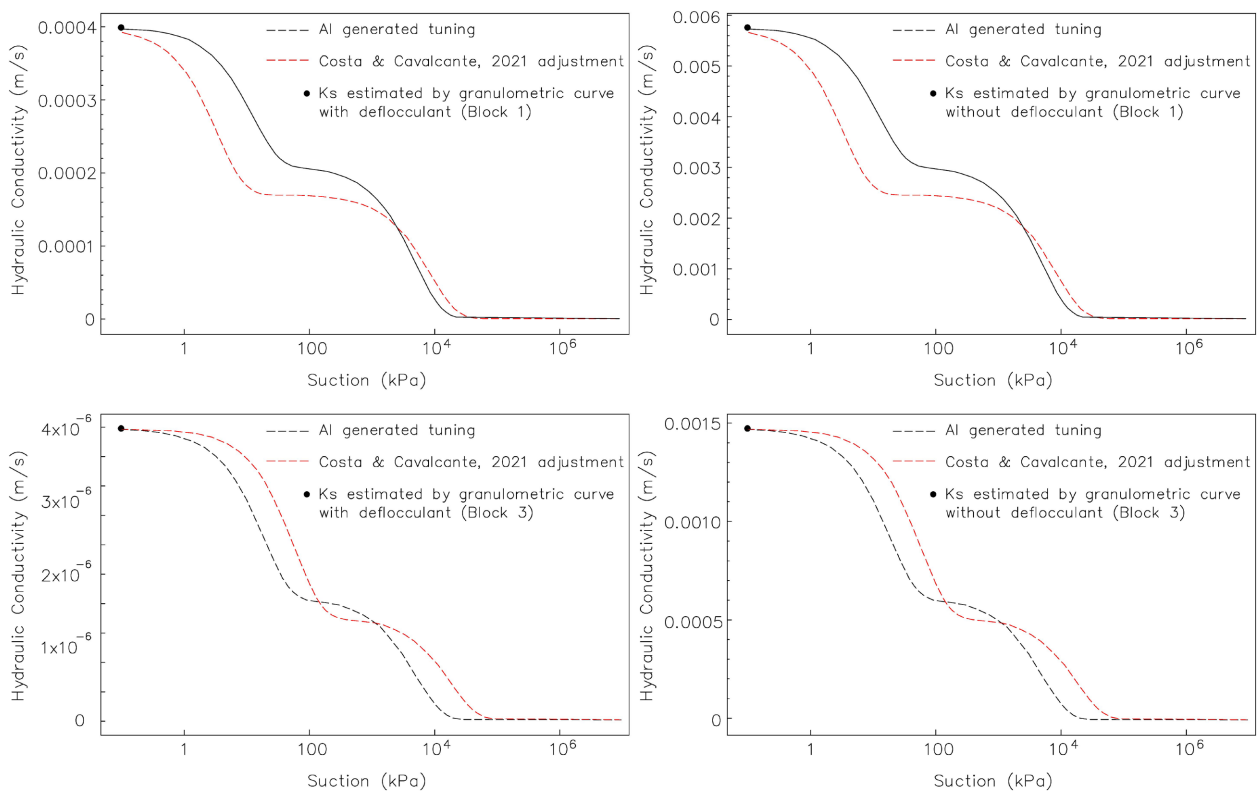 Hydraulic Conductivity (m/s)
0.0004
0.0003
0.0002
0.0001
0
AI generated tuning
Costa & Cavalcante, 2021 adjustment
Ks estimated by granulometric curve
with deflocculant (Block 1)
1
100
10^4
10^6
Suction (kPa)
Hydraulic Conductivity (m/s)
0.006
0.005
0.004
0.003
0.002
0.001
0
AI generated tuning
Costa & Cavalcante, 2021 adjustment
Ks estimated by granulometric curve
without deflocculant (Block 1)
1
100
10^4
10^6
Suction (kPa)
Hydraulic Conductivity (m/s)
4x10^-6
3x10^-6
2x10^-6
1x10^-6
0
AI generated tuning
Costa & Cavalcante, 2021 adjustment
Ks estimated by granulometric curve
with deflocculant (Block 3)
1
100
10^4
10^6
Suction (kPa)
Hydraulic Conductivity (m/s)
0.0015
0.0010
0.0005
0
AI generated tuning
Costa & Cavalcante, 2021 adjustment
Ks estimated by granulometric curve
without deflocculant (Block 3)
1
100
10^4
10^6
Suction (kPa)